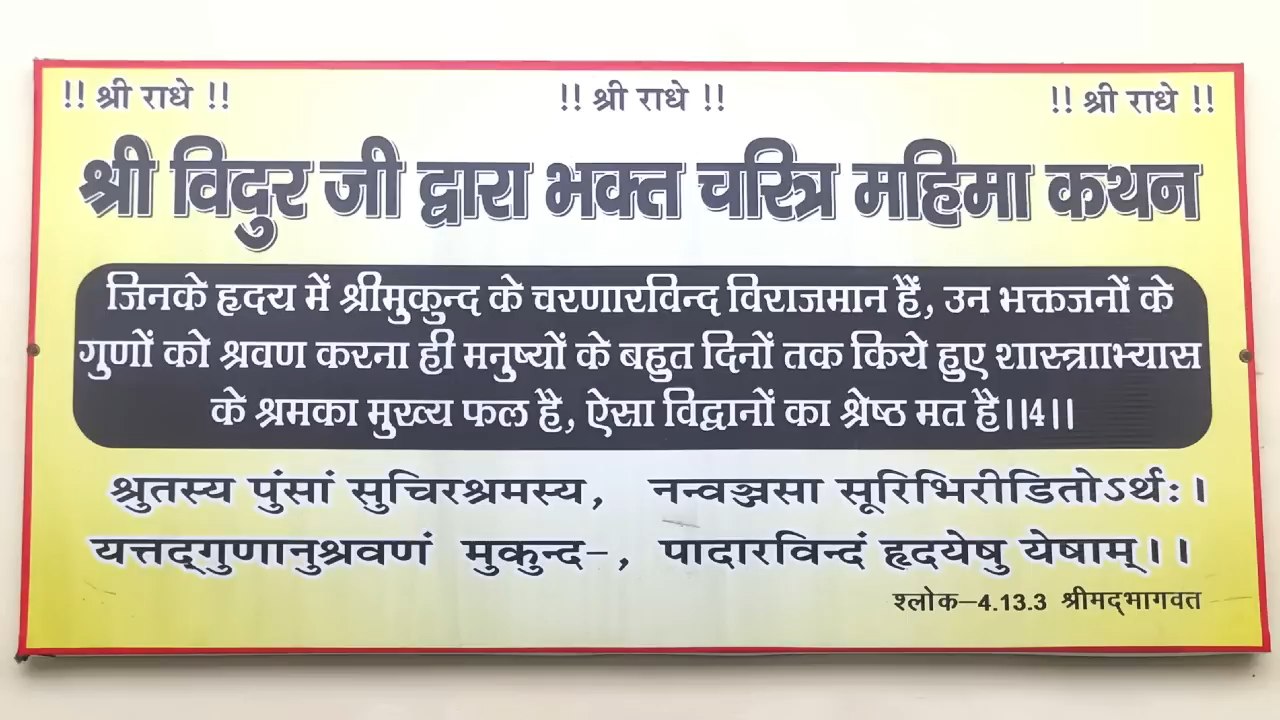 !! श्री राधे !! !! श्री राधे !! !! श्री राधे !!
श्री विदुर जी द्वारा भक्त चरित्र महिमा कथन
जिनके हृदय में श्रीमुकुन्द के चरणारविन्द विराजमान हैं, उन भक्तजनों के
गुणों को श्रवण करना ही मनुष्यों के बहुत दिनों तक किये हुए शास्त्रााभ्यास
के श्रमका मुख्य फल है, ऐसा विद्वानों का श्रेष्ठ मत है।।4।।
श्रुतस्य पुंसां सुचिरश्रमस्य, नन्वञ्जसा सूरिभिरीडितोऽर्थः।
यत्तद्गुणानुश्रवणं मुकुन्द-, पादारविन्दं हृदयेषु येषाम्।।
श्लोक-4.13.3 श्रीमद्भागवत